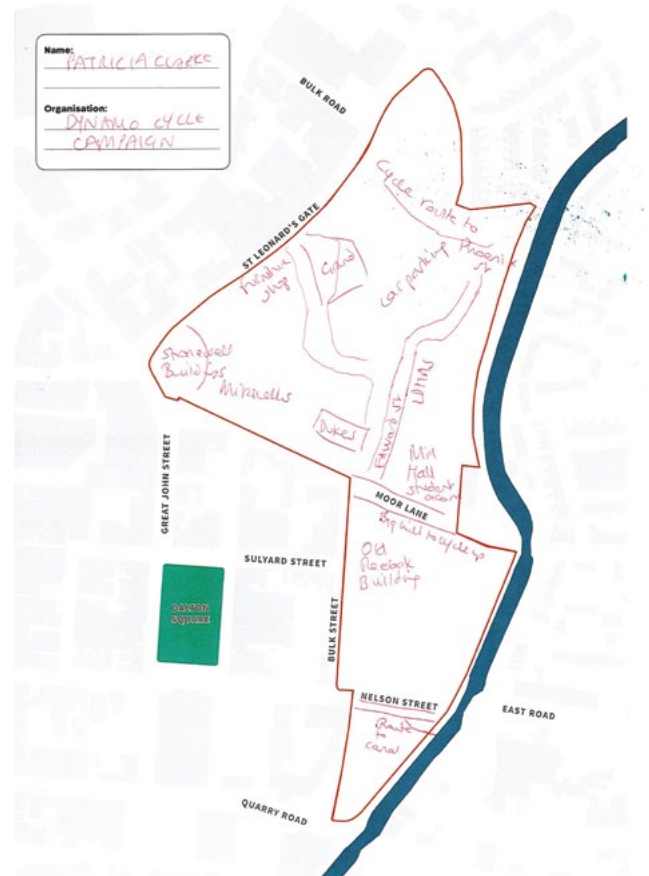 Name:
PATRICIA CLARKE
Organisation:
DYNAMO CYCLE
CAMPAIGN
BULK ROAD
Cycle route to
Phoenix
st
ST LEONARD'S GATE
furniture
shop
Grand
car parking
Stonewell
Buildings
Mitchells
LDHAS
Edward St
Dukes
Mill
Hall
student
accom
GREAT JOHN STREET
MOOR LANE
Big hill to cycle up
SULYARD STREET
Old
Reebok
Building
DALTON
SQUARE
BULK STREET
NELSON STREET
EAST ROAD
Route
to
canal
QUARRY ROAD